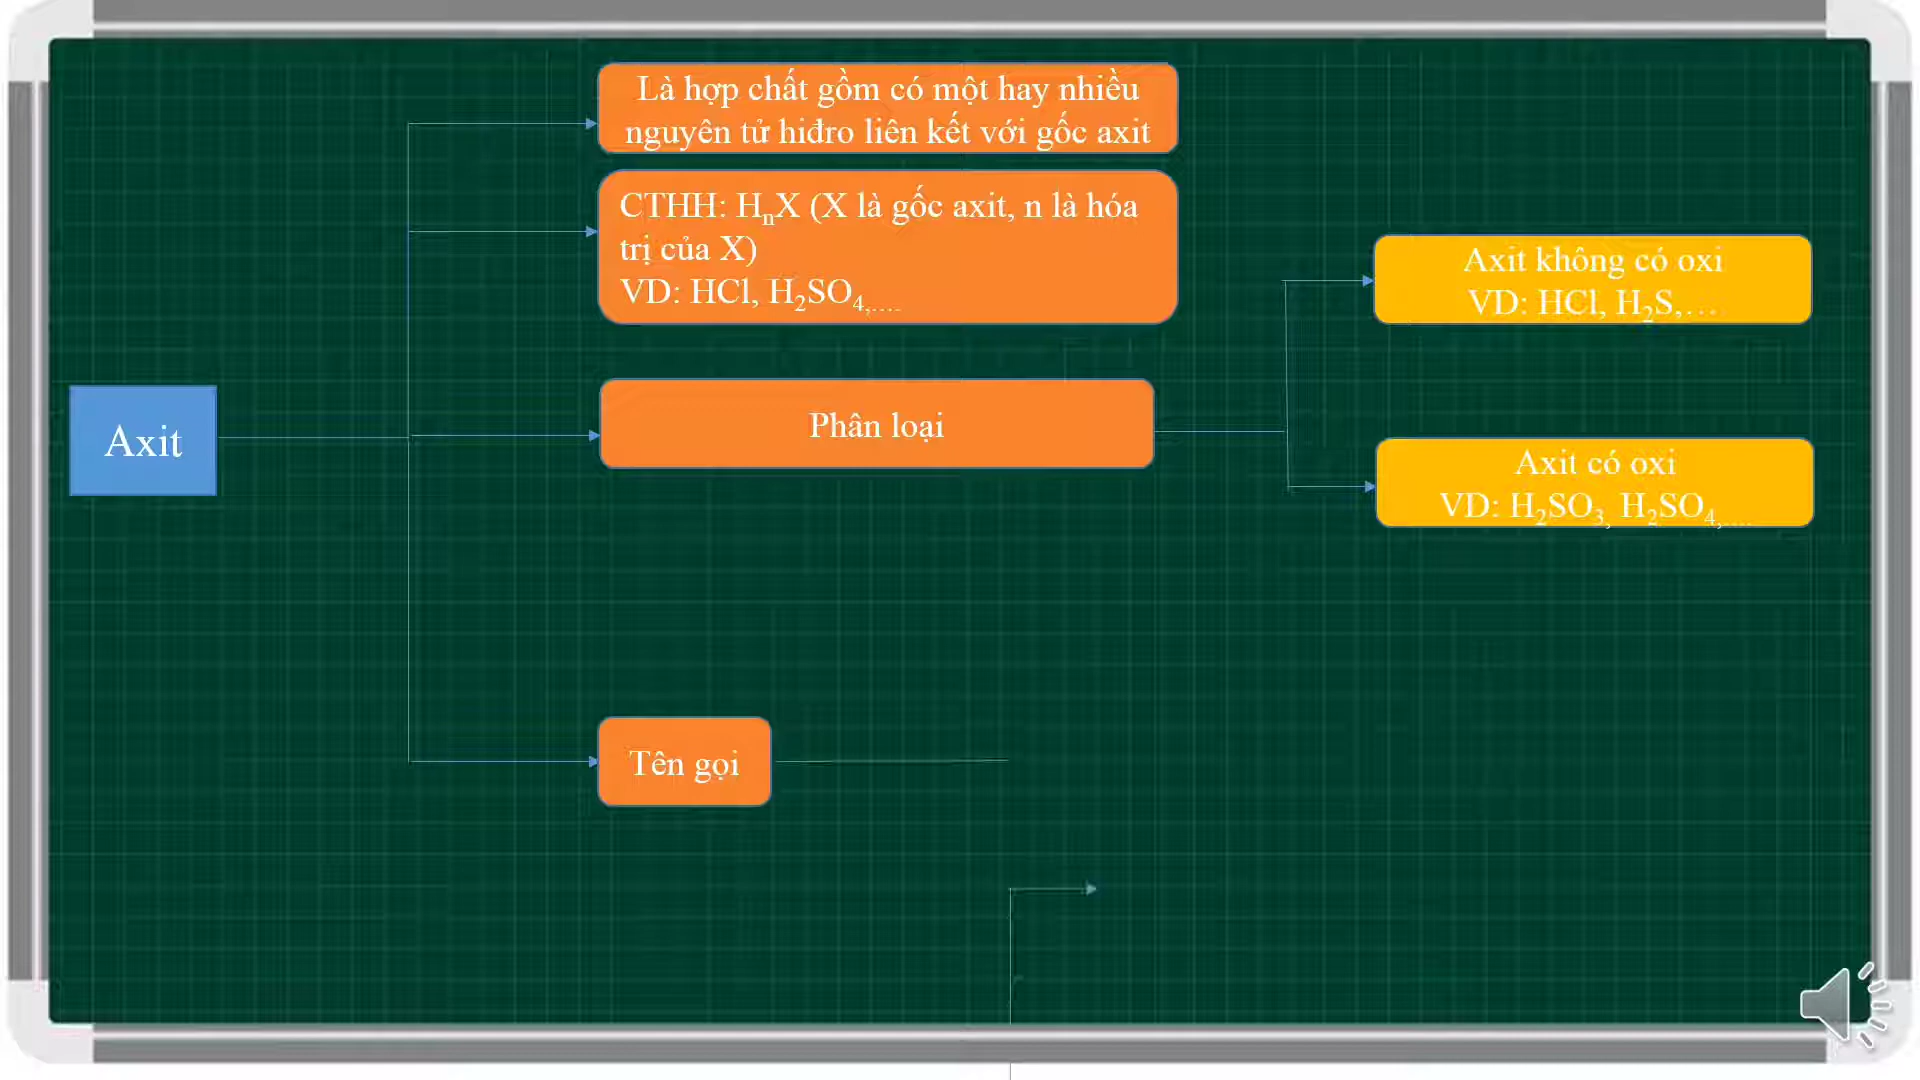 Là hợp chất gồm có một hay nhiều
nguyên tử hiđro liên kết với gốc axit
CTHH: HₙX (X là gốc axit, n là hóa
trị của X)
VD: HCl, H₂SO₄,....
Axit không có oxi
VD: HCl, H₂S,…
Axit
Phân loại
Axit có oxi
VD: H₂SO₃, H₂SO₄,....
Tên gọi